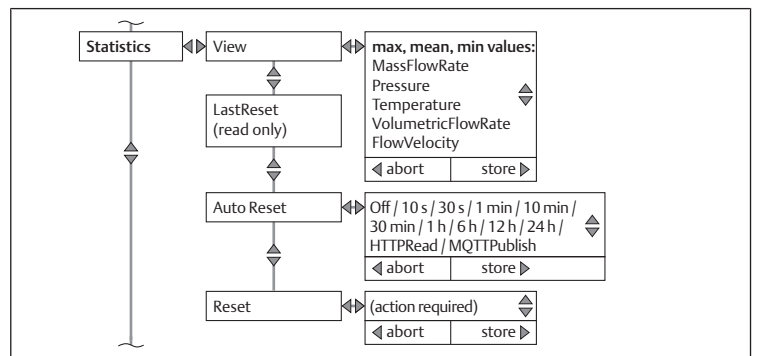 Statistics
View
max, mean, min values:
MassFlowRate
Pressure
Temperature
VolumetricFlowRate
FlowVelocity
abort store
LastReset
(read only)
Auto Reset
Off / 10 s / 30 s / 1 min / 10 min /
30 min / 1 h / 6 h / 12 h / 24 h /
HTTPRead / MQTTPublish
abort store
Reset
(action required)
abort store